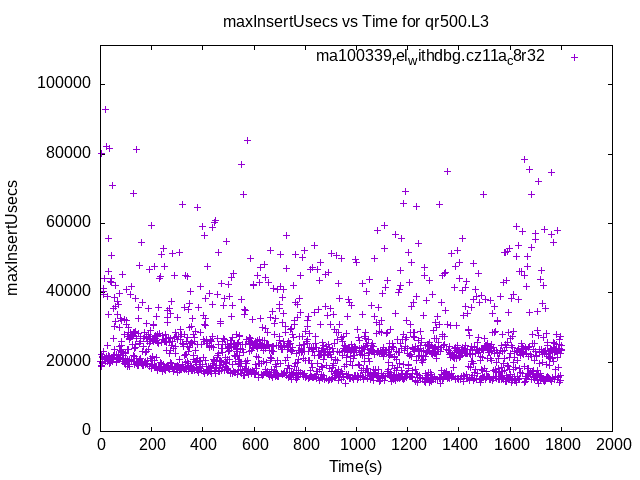 maxInsertUsecs vs Time for qr500.L3
ma100339relwithdbg.cz11ac8r32
100000
80000
60000
40000
20000
0
maxInsertUsecs
0 200 400 600 800 1000 1200 1400 1600 1800 2000
Time(s)